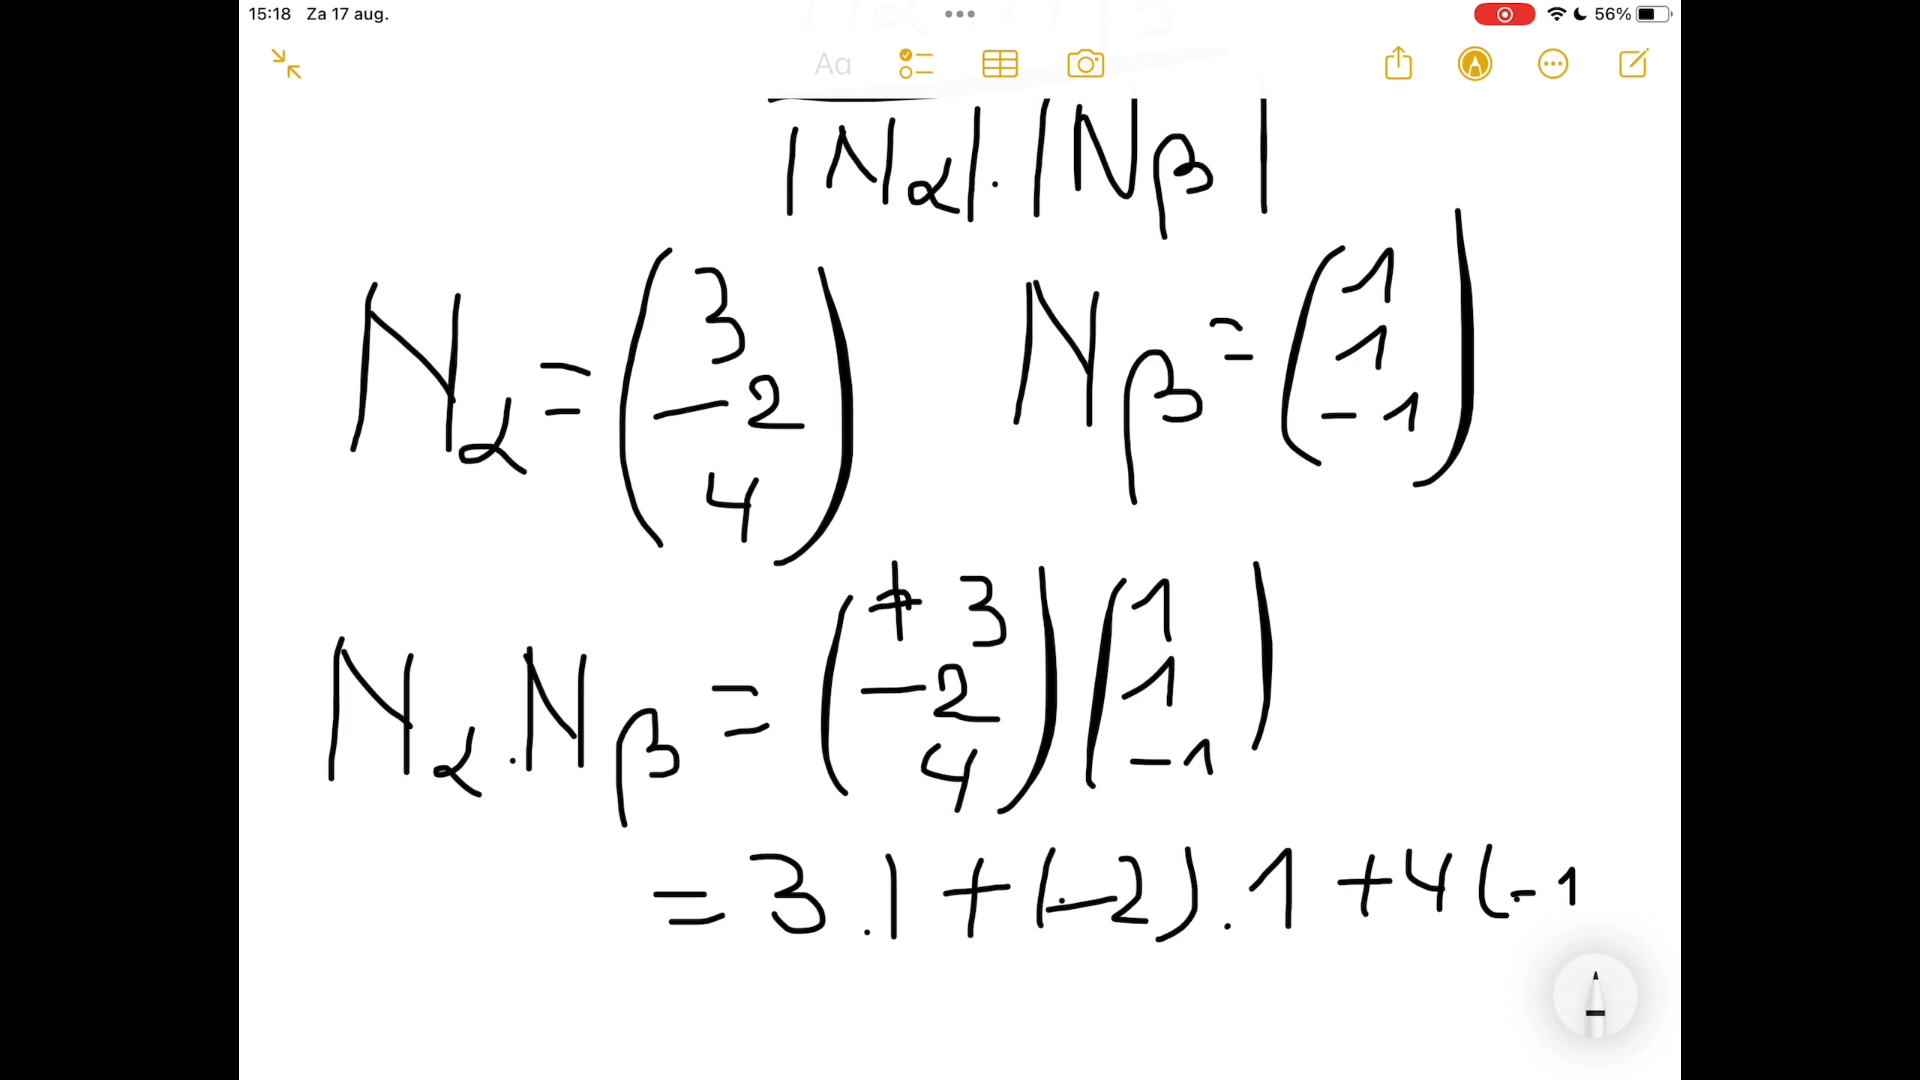 15:18 Za 17 aug. 56%
Aa
|Nα|.|Nβ|
Nα = (3 -2 4) Nβ = (1 1 -1)
Nα.Nβ = (+3 -2 4)(1 1 -1)
= 3.1+(-2).1+4(-1